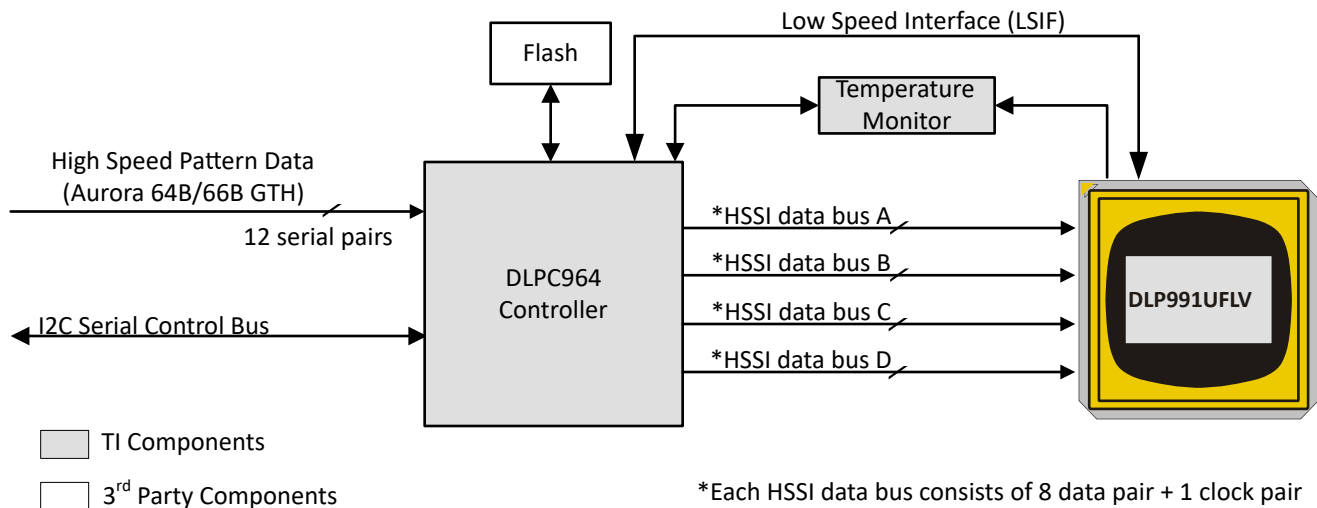 Low Speed Interface (LSIF)
Flash
Temperature
Monitor
High Speed Pattern Data
(Aurora 64B/66B GTH)
12 serial pairs
*HSSI data bus A
*HSSI data bus B
DLPC964
Controller
DLP991UFLV
*HSSI data bus C
I2C Serial Control Bus
*HSSI data bus D
TI Components
3rd Party Components
*Each HSSI data bus consists of 8 data pair + 1 clock pair